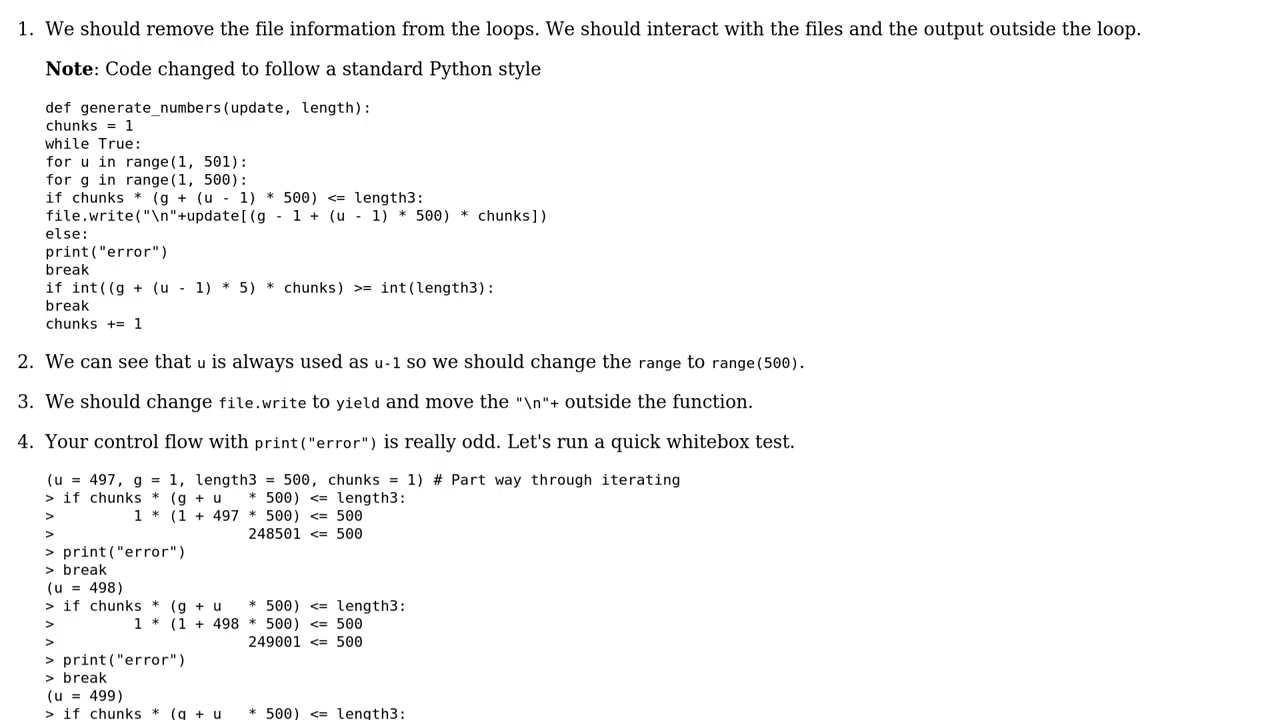 1. We should remove the file information from the loops. We should interact with the files and the output outside the loop.
Note: Code changed to follow a standard Python style
def generate_numbers(update, length):
chunks = 1
while True:
for u in range(1, 501):
for g in range(1, 500):
if chunks * (g + (u - 1) * 500) <= length3:
file.write("\n"+update[(g - 1 + (u - 1) * 500) * chunks])
else:
print("error")
break
if int((g + (u - 1) * 5) * chunks) >= int(length3):
break
chunks += 1
2. We can see that u is always used as u-1 so we should change the range to range(500).
3. We should change file.write to yield and move the "\n"+ outside the function.
4. Your control flow with print("error") is really odd. Let's run a quick whitebox test.
(u = 497, g = 1, length3 = 500, chunks = 1) # Part way through iterating
> if chunks * (g + u   * 500) <= length3:
>         1 * (1 + 497 * 500) <= 500
>                      248501 <= 500
> print("error")
> break
(u = 498)
> if chunks * (g + u   * 500) <= length3:
>         1 * (1 + 498 * 500) <= 500
>                      249001 <= 500
> print("error")
> break
(u = 499)
> if chunks * (g + u   * 500) <= length3: